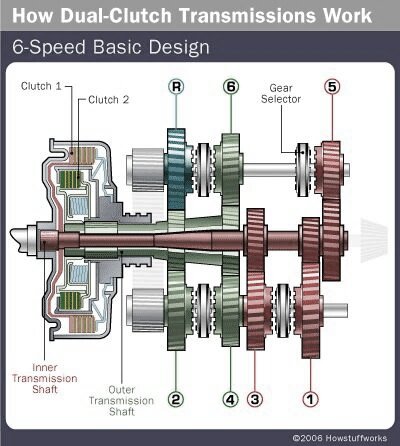 How Dual-Clutch Transmissions Work
6-Speed Basic Design
Clutch 1
Clutch 2
R
6
Gear
Selector
5
Inner
Transmission
Shaft
Outer
Transmission
Shaft
2
4
3
1
©2006 Howstuffworks